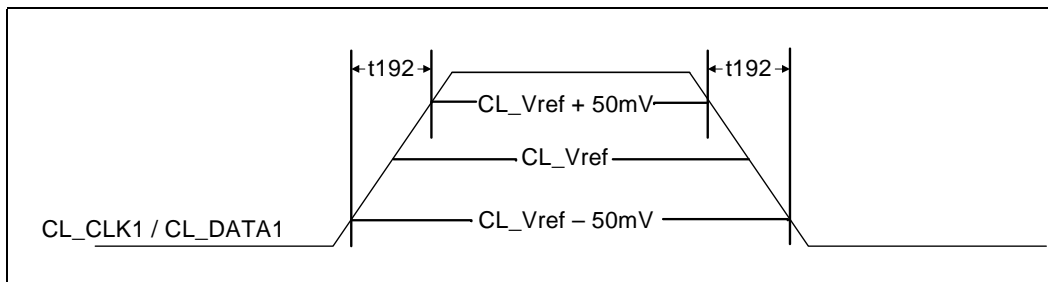 t192 t192
CL_Vref + 50mV
CL_Vref
CL_Vref – 50mV
CL_CLK1 / CL_DATA1